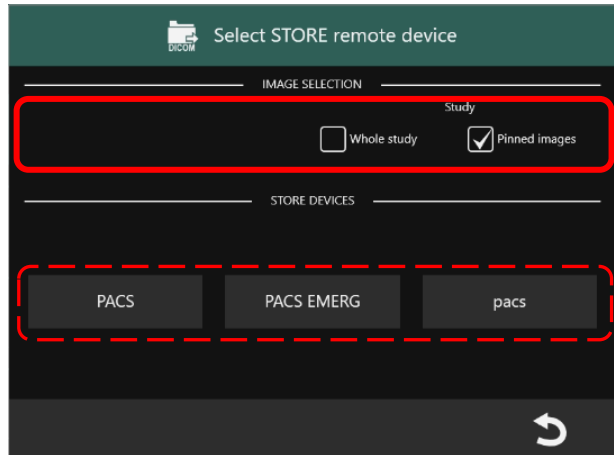 DICOM
Select STORE remote device
IMAGE SELECTION
Study
Whole study
Pinned images
STORE DEVICES
PACS
PACS EMERG
pacs